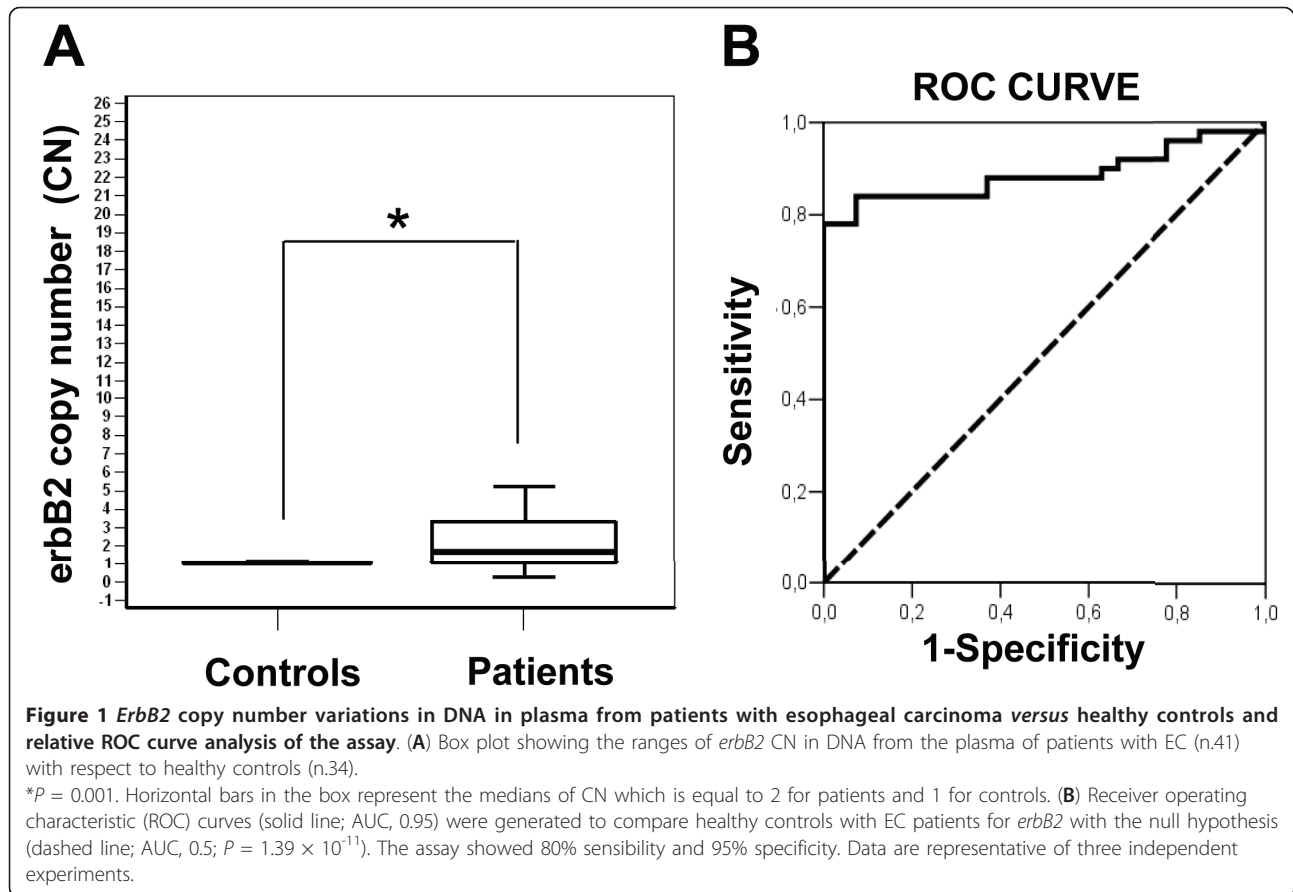 A
erbB2 copy number (CN)
26
25
24
23
22
21
20
19
18
17
16
15
14
13
12
11
10
9
8
7
6
5
4
3
2
1
0
-1
*
Controls Patients
B
ROC CURVE
Sensitivity
1,0
0,8
0,6
0,4
0,2
0,0
0,0 0,2 0,4 0,6 0,8 1,0
1-Specificity
Figure 1 ErbB2 copy number variations in DNA in plasma from patients with esophageal carcinoma versus healthy controls and
relative ROC curve analysis of the assay. (A) Box plot showing the ranges of erbB2 CN in DNA from the plasma of patients with EC (n.41)
with respect to healthy controls (n.34).
*P = 0.001. Horizontal bars in the box represent the medians of CN which is equal to 2 for patients and 1 for controls. (B) Receiver operating
characteristic (ROC) curves (solid line; AUC, 0.95) were generated to compare healthy controls with EC patients for erbB2 with the null hypothesis
(dashed line; AUC, 0.5; P = 1.39 × 10⁻¹¹). The assay showed 80% sensibility and 95% specificity. Data are representative of three independent
experiments.